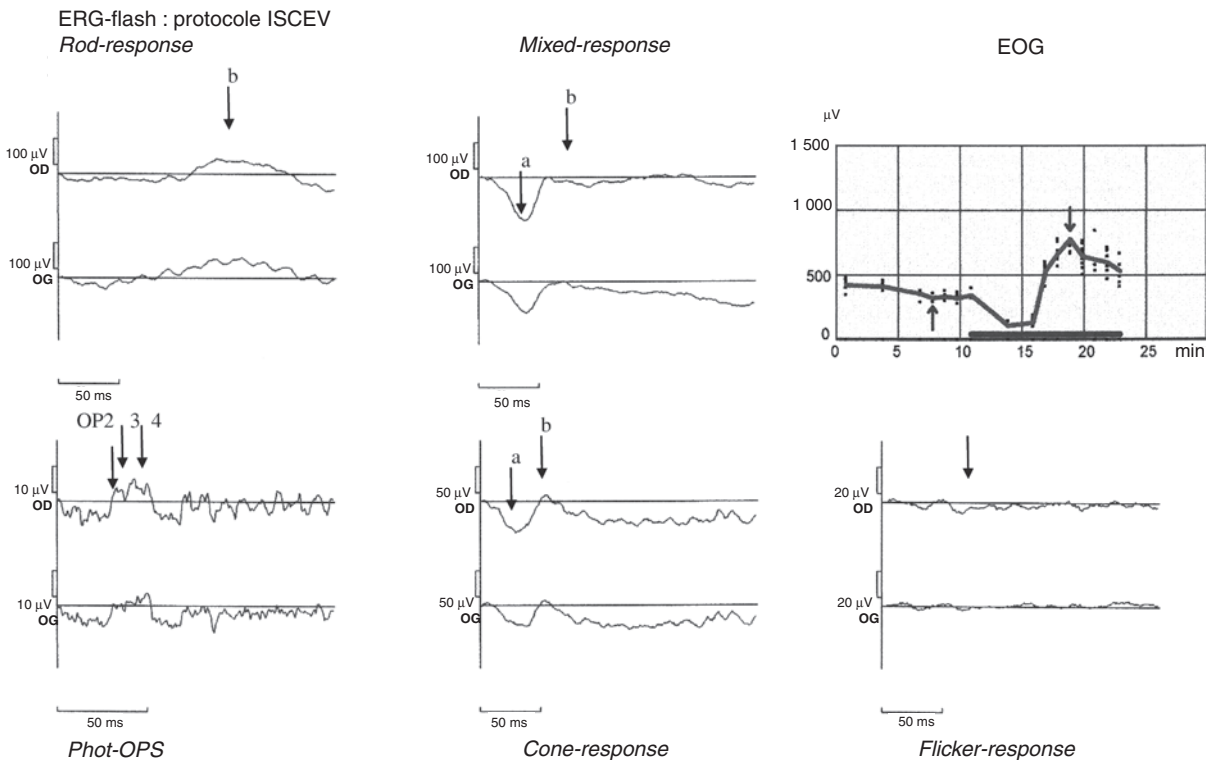 ERG-flash : protocole ISCEV
Rod-response
b
100 µV
OD
100 µV
OG
50 ms
Mixed-response
b
a
100 µV
OD
100 µV
OG
50 ms
EOG
µV
1 500
1 000
500
0
0 5 10 15 20 25 min
OP2 3 4
10 µV
OD
10 µV
OG
50 ms
Phot-OPS
b
a
50 µV
OD
50 µV
OG
50 ms
Cone-response
20 µV
OD
20 µV
OG
50 ms
Flicker-response